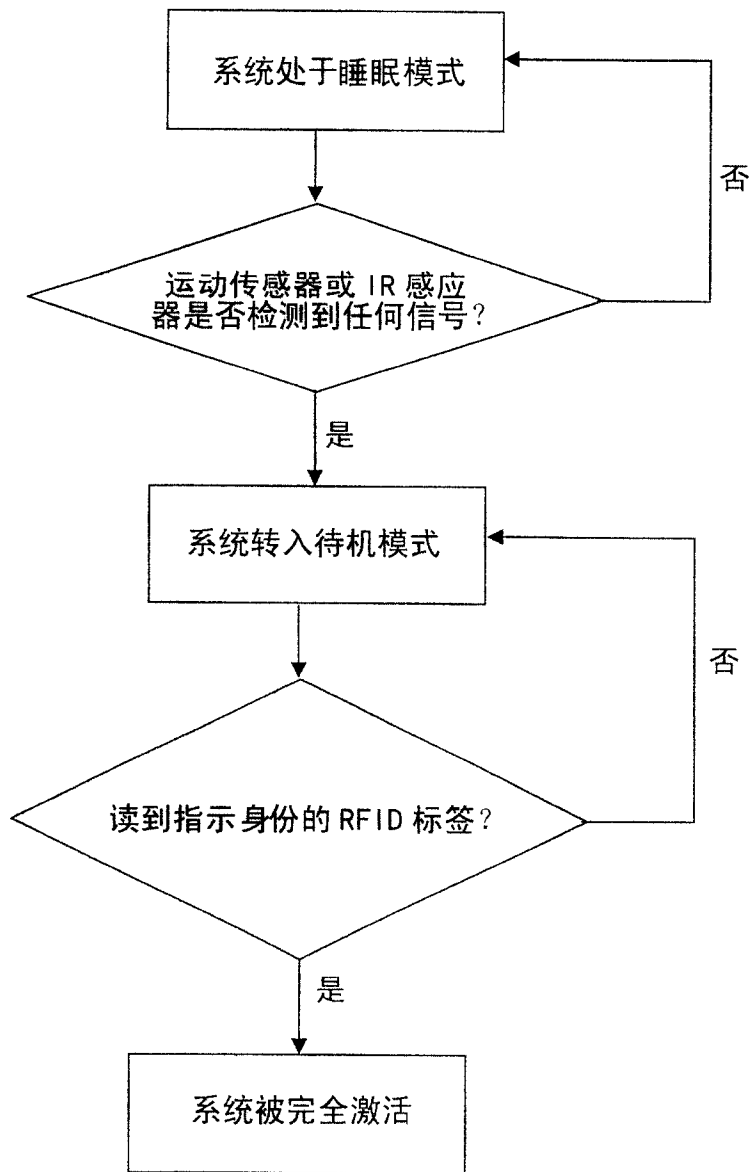 系统处于睡眠模式
否
运动传感器或 IR 感应
器是否检测到任何信号？
是
系统转入待机模式
否
读到指示身份的 RFID 标签？
是
系统被完全激活